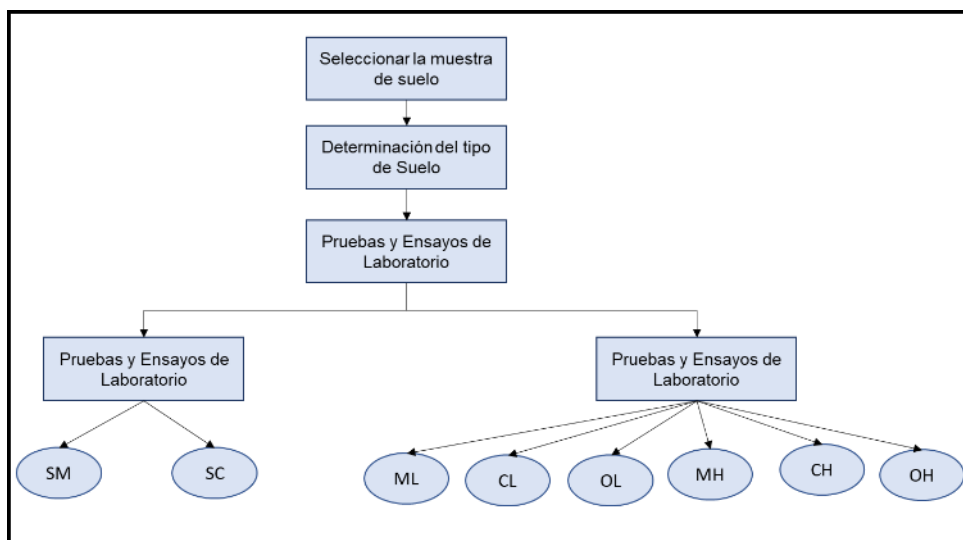 Seleccionar la muestra
de suelo
Determinación del tipo
de Suelo
Pruebas y Ensayos de
Laboratorio
Pruebas y Ensayos de
Laboratorio
Pruebas y Ensayos de
Laboratorio
SM
SC
ML
CL
OL
MH
CH
OH